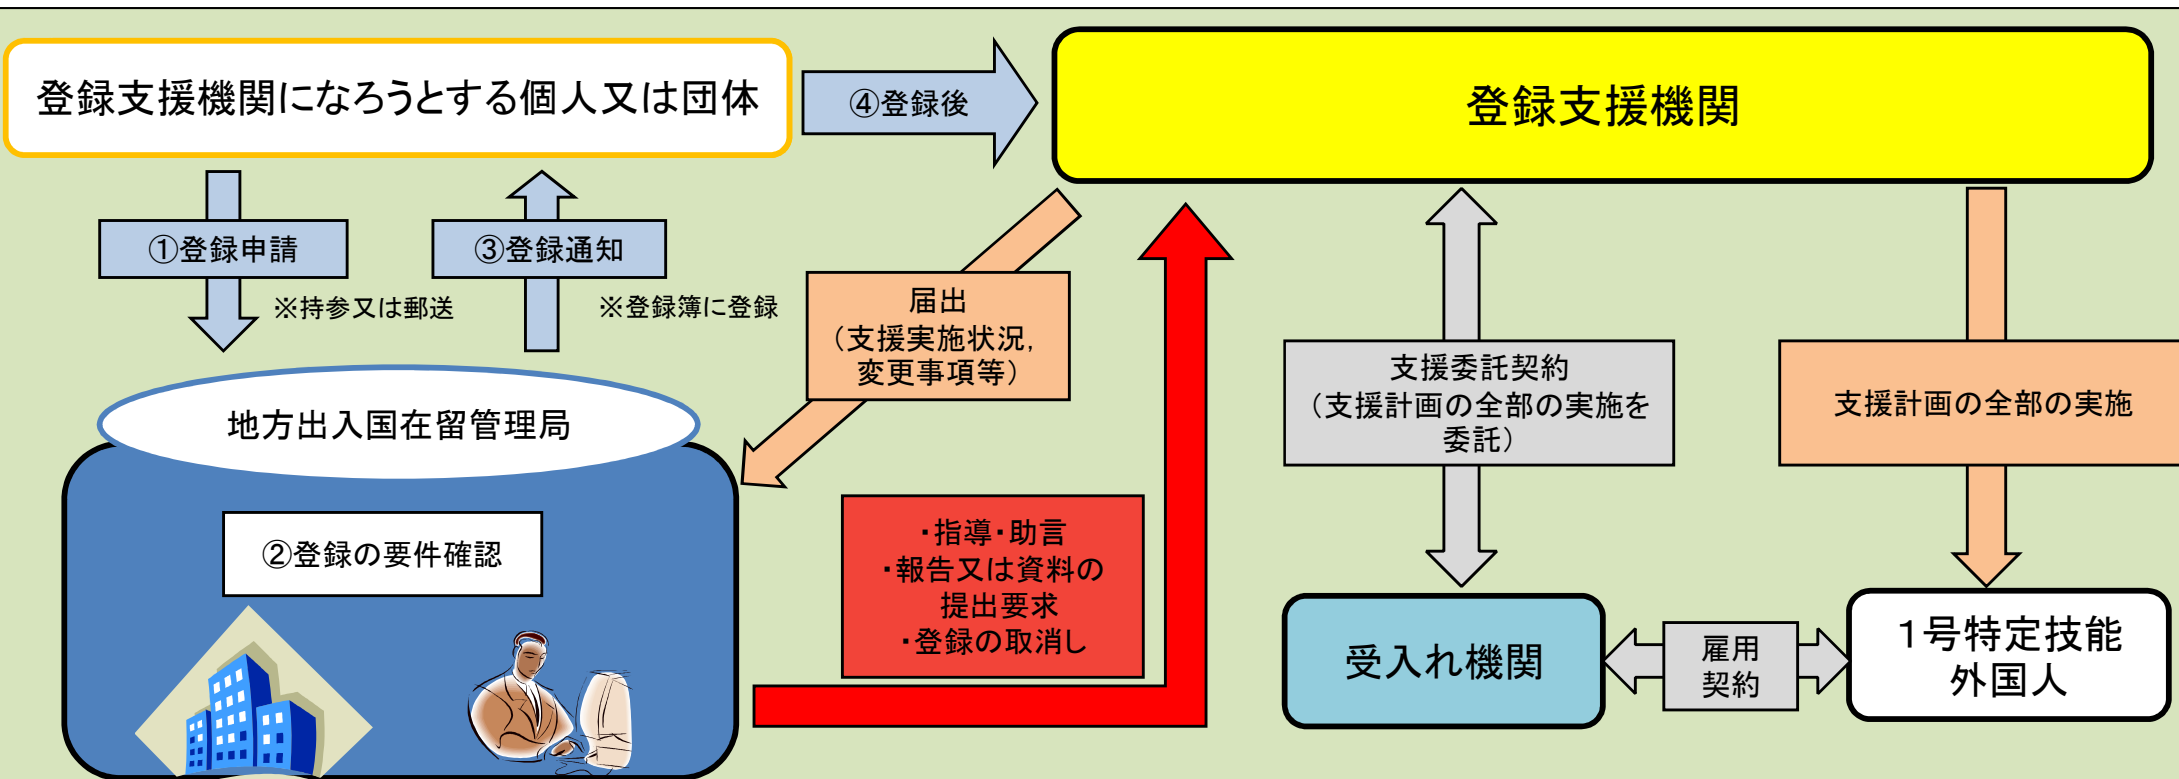 登録支援機関になろうとする個人又は団体
④登録後
登録支援機関
①登録申請
※持参又は郵送
③登録通知
※登録簿に登録
届出
（支援実施状況，
変更事項等）
支援委託契約
（支援計画の全部の実施を
委託）
支援計画の全部の実施
地方出入国在留管理局
②登録の要件確認
・指導・助言
・報告又は資料の
提出要求
・登録の取消し
受入れ機関
雇用
契約
１号特定技能
外国人